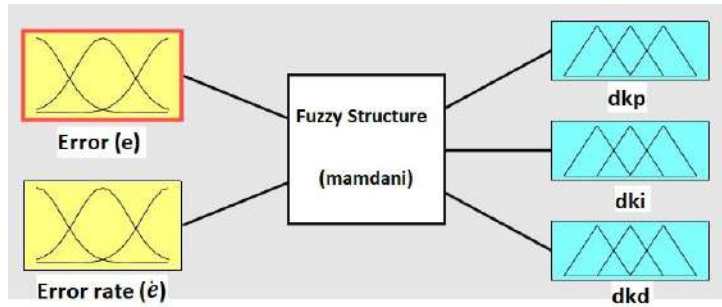 Error (e)
Error rate (ė)
Fuzzy Structure
(mamdani)
dkp
dki
dkd